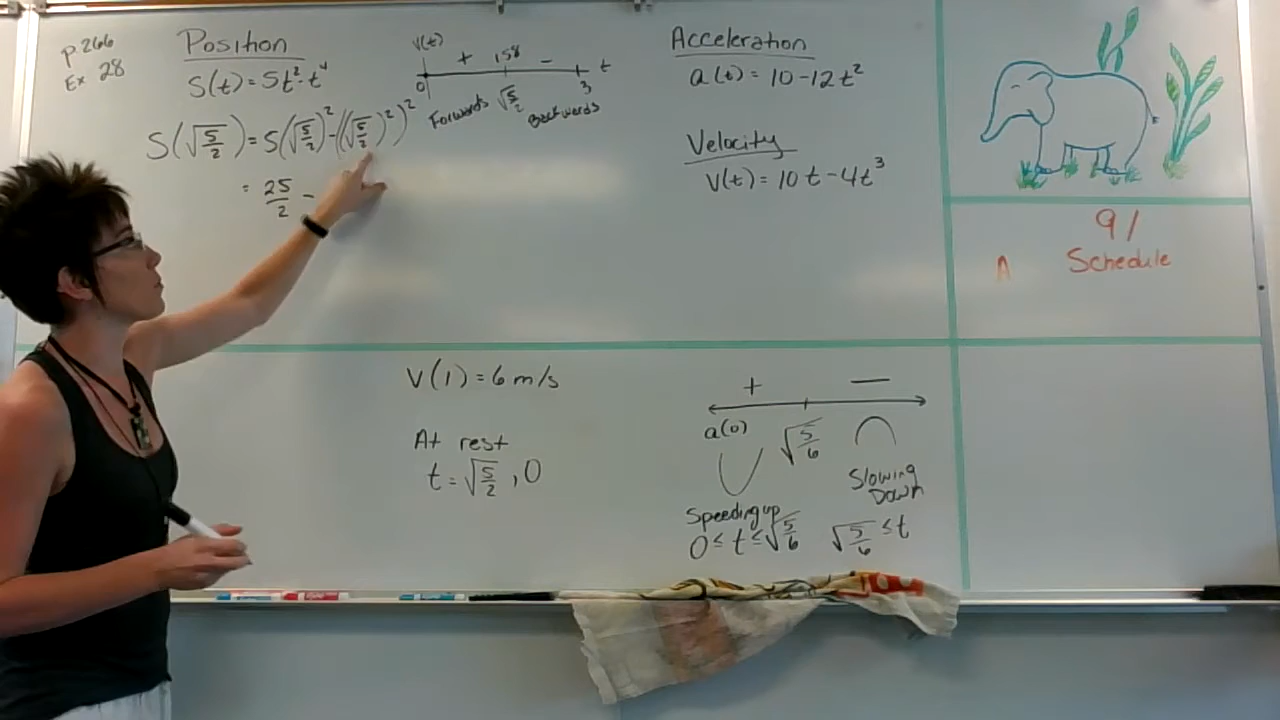 p.266
Ex 28
Position
S(t) = 5t² - t⁴
S(√5/2) = 5(√5/2)² - ((√5/2)²)²
= 25/2 -
v(t)
+ 1.58 -
0 √5/2 3 t
Forwards Backwards
Acceleration
a(t) = 10 - 12t²
Velocity
v(t) = 10t - 4t³
91
A Schedule
V(1) = 6 m/s
At rest
t = √5/2 , 0
+ —
a(0) √5/6
Slowing
Down
Speeding up
0 ≤ t ≤ √5/6 √5/6 ≤ t